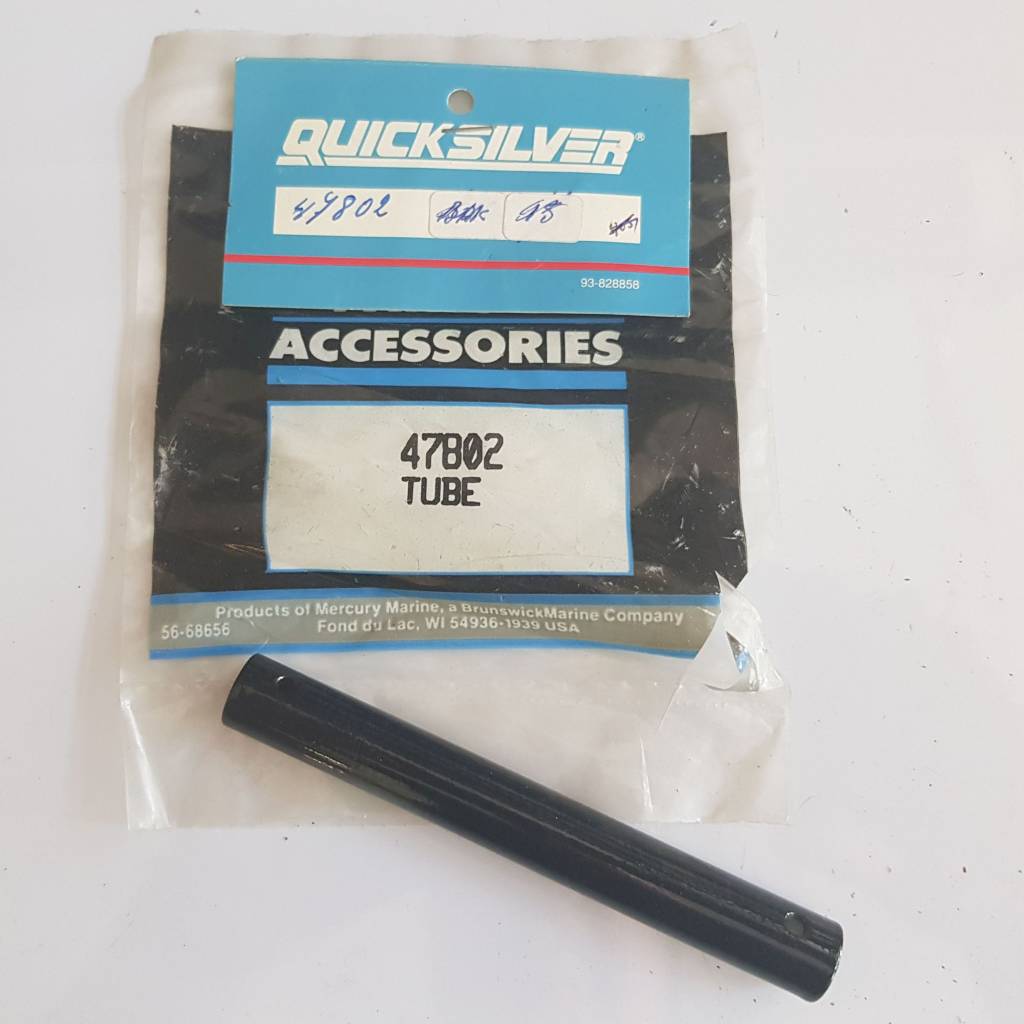 QUICKSILVER®
47802
93-828858
ACCESSORIES
47802
TUBE
Products of Mercury Marine, a Brunswick Marine Company
56-68656 Fond du Lac, WI 54936-1939 USA